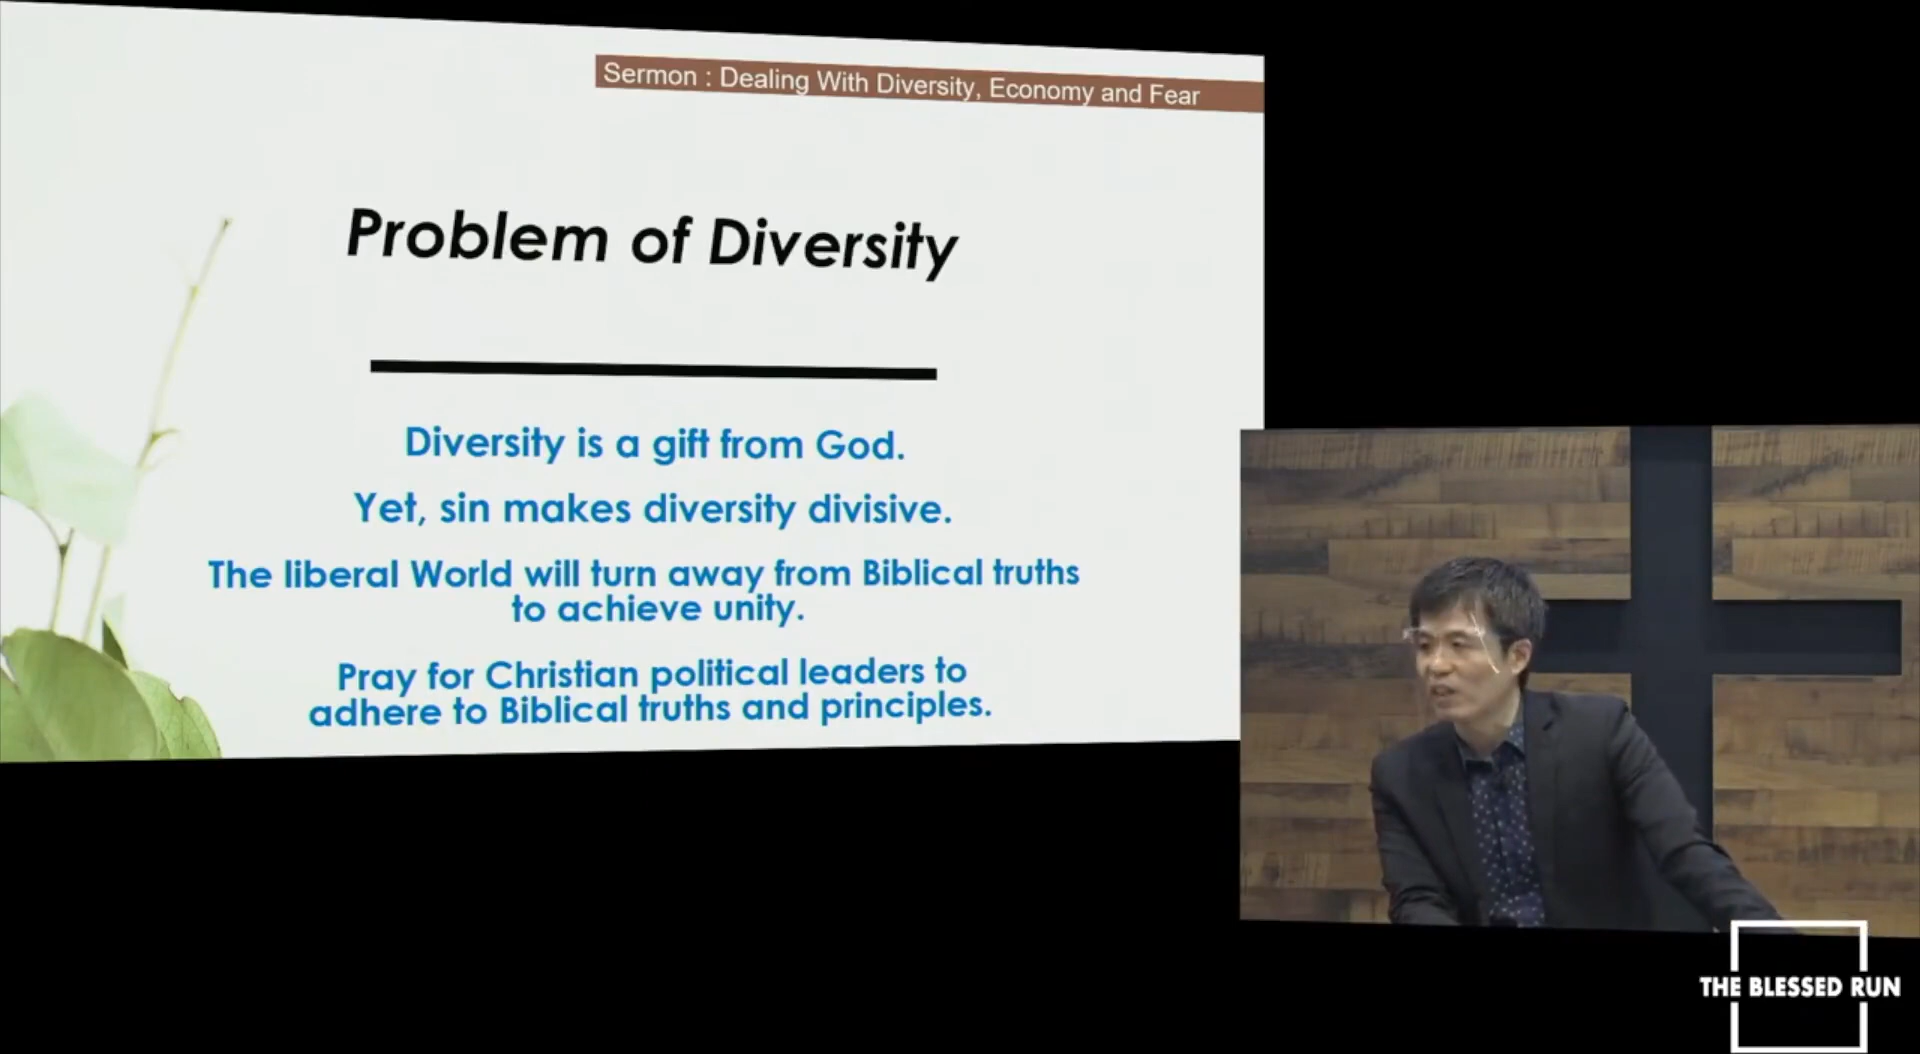 Sermon : Dealing With Diversity, Economy and Fear
Problem of Diversity
Diversity is a gift from God.
Yet, sin makes diversity divisive.
The liberal World will turn away from Biblical truths
to achieve unity.
Pray for Christian political leaders to
adhere to Biblical truths and principles.
THE BLESSED RUN